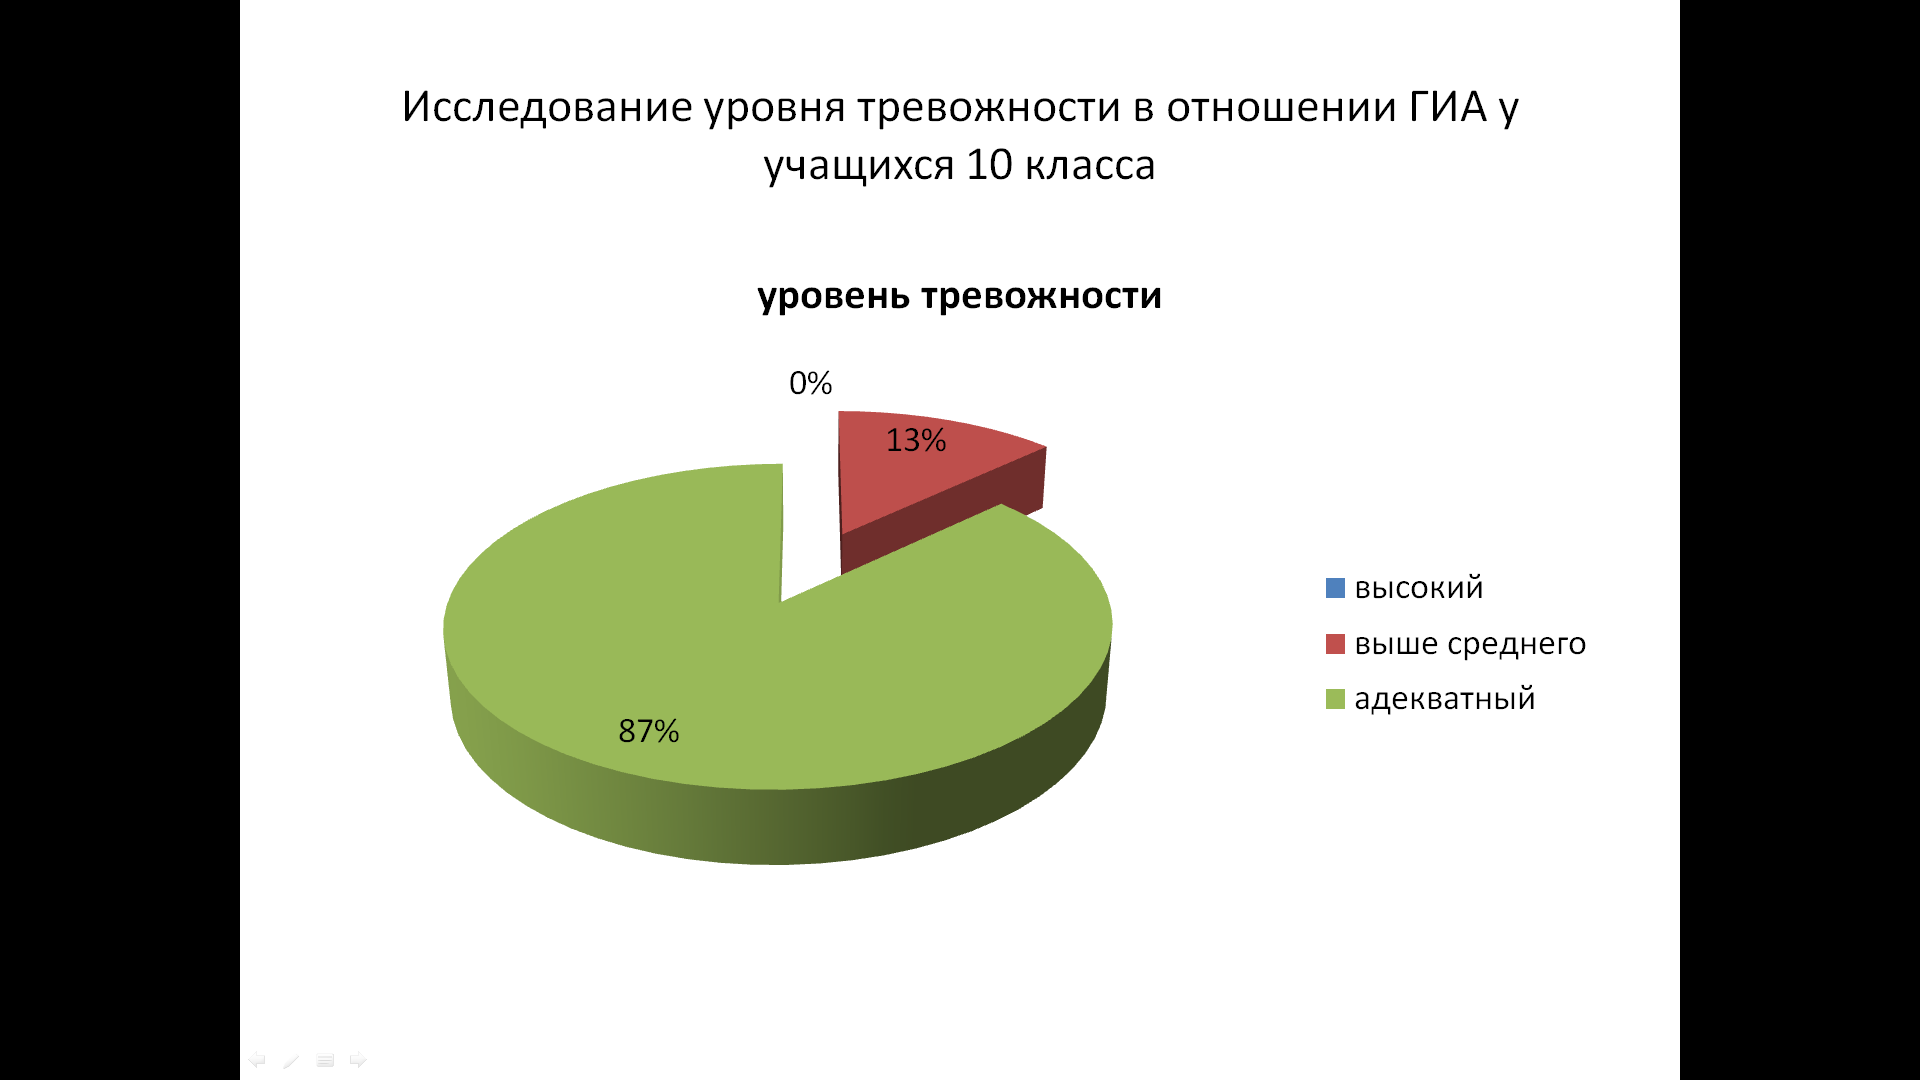 Исследование уровня тревожности в отношении ГИА у
учащихся 10 класса
уровень тревожности
0%
13%
87%
высокий
выше среднего
адекватный